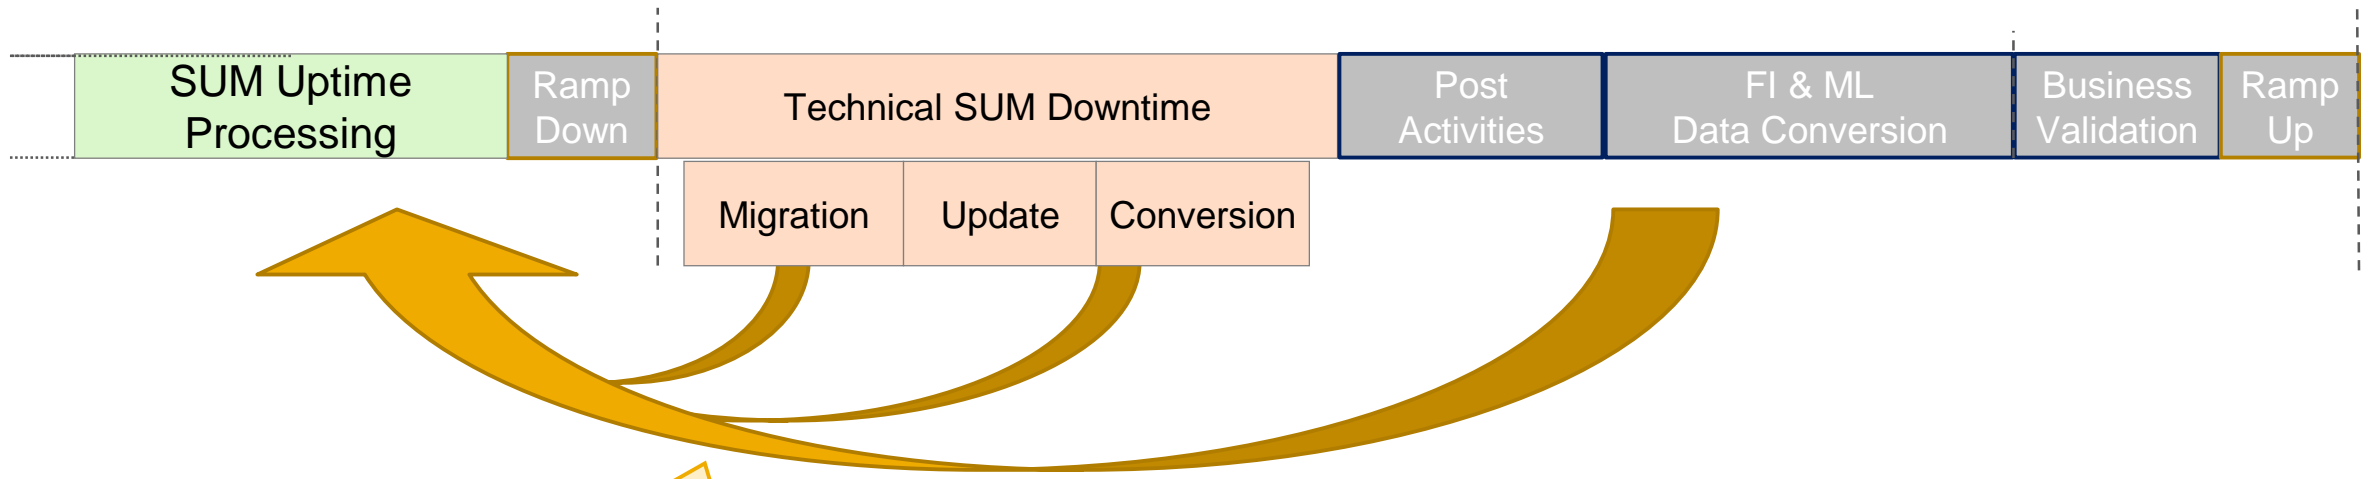 SUM Uptime
Processing
Ramp
Down
Technical SUM Downtime
Post
Activities
FI & ML
Data Conversion
Business
Validation
Ramp
Up
Migration
Update
Conversion